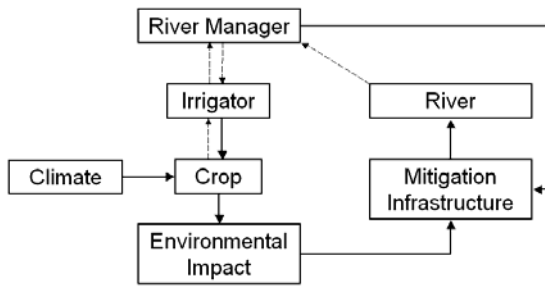 River Manager
Irrigator
River
Climate
Crop
Mitigation
Infrastructure
Environmental
Impact